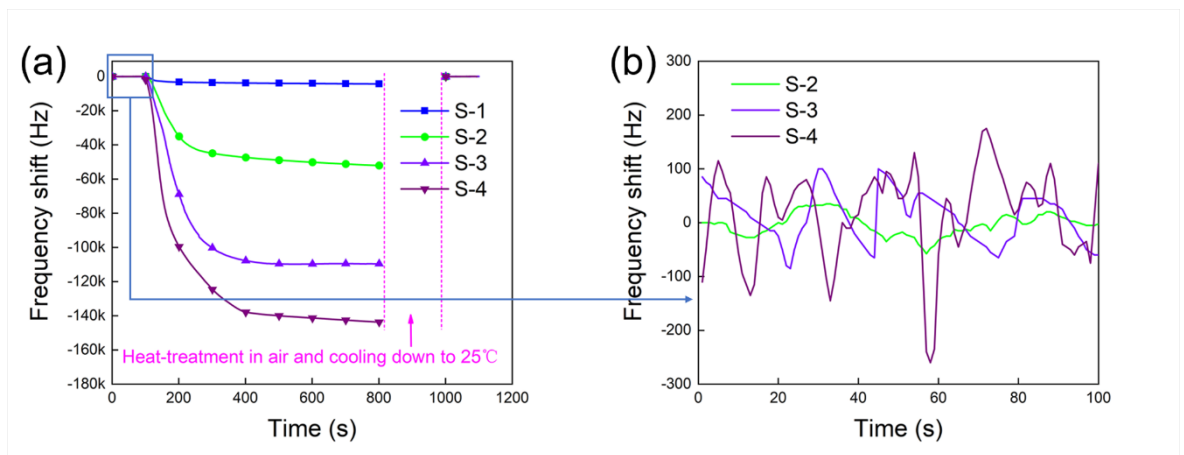 (a)
Frequency shift (Hz)
0
-20k
-40k
-60k
-80k
-100k
-120k
-140k
-160k
-180k
S-1
S-2
S-3
S-4
Heat-treatment in air and cooling down to 25℃
0 200 400 600 800 1000 1200
Time (s)
(b)
Frequency shift (Hz)
300
200
100
0
-100
-200
-300
S-2
S-3
S-4
0 20 40 60 80 100
Time (s)